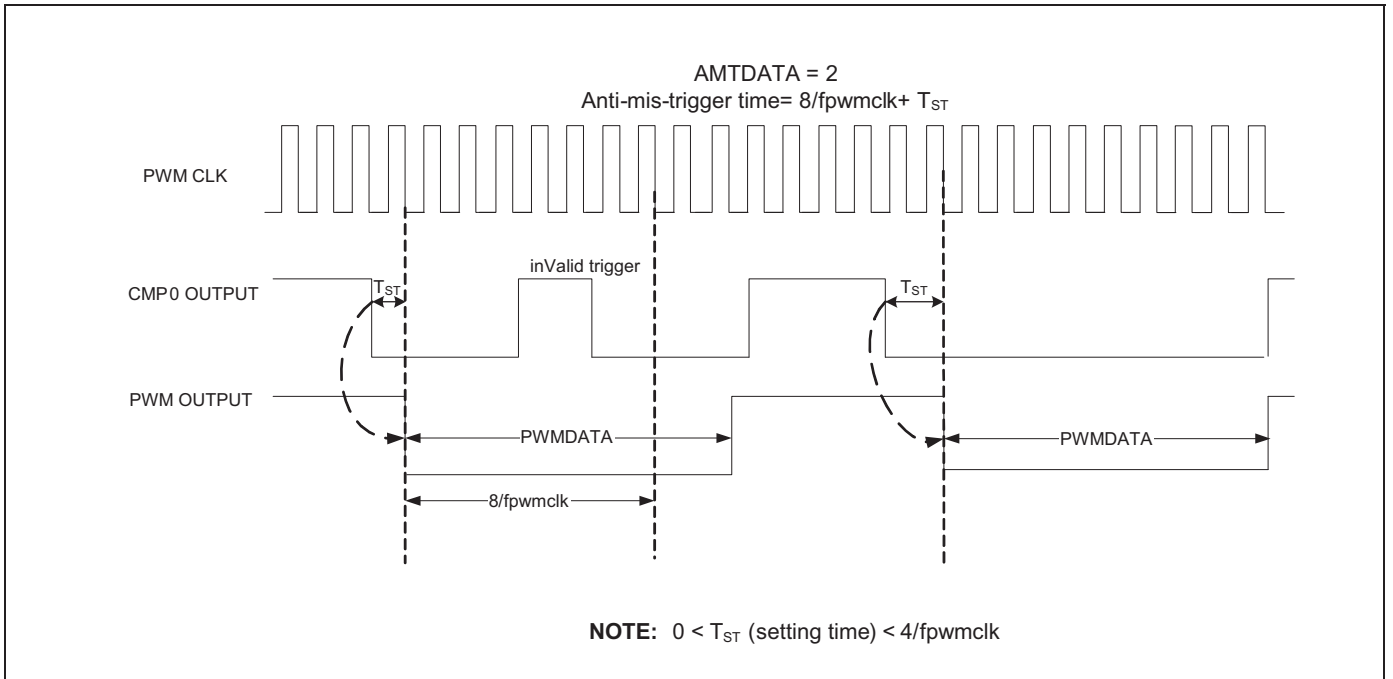 AMTDATA = 2
Anti-mis-trigger time= 8/fpwmclk+ TST
PWM CLK
inValid trigger
CMP0 OUTPUT
TST
TST
PWM OUTPUT
PWMDATA
PWMDATA
8/fpwmclk
NOTE: 0 < TST (setting time) < 4/fpwmclk